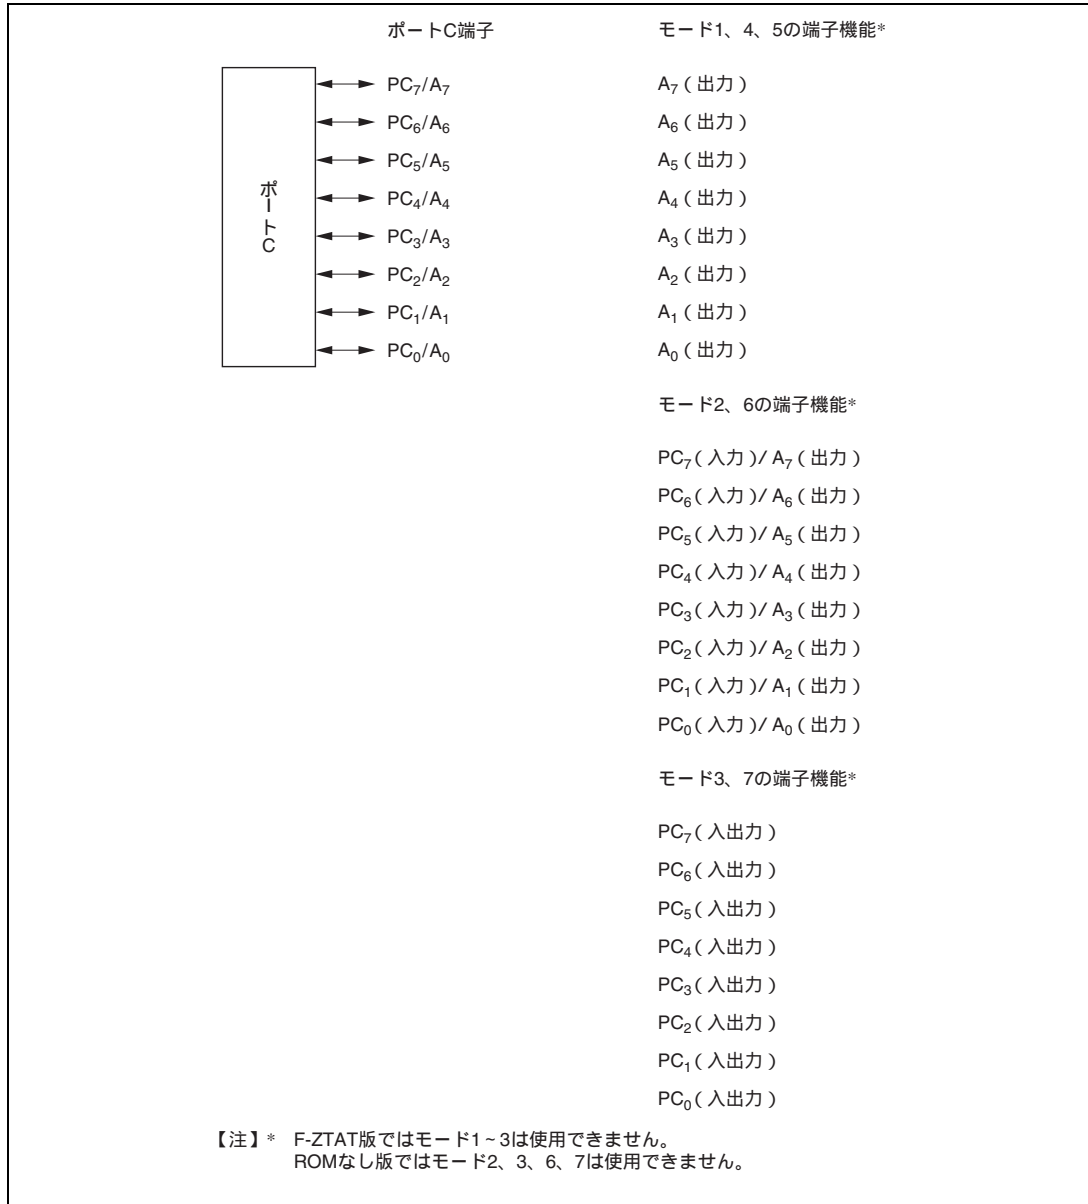 ポートC端子 モード1、4、5の端子機能*
ポートC
PC7/A7 A7(出力)
PC6/A6 A6(出力)
PC5/A5 A5(出力)
PC4/A4 A4(出力)
PC3/A3 A3(出力)
PC2/A2 A2(出力)
PC1/A1 A1(出力)
PC0/A0 A0(出力)
モード2、6の端子機能*
PC7(入力)/ A7(出力)
PC6(入力)/ A6(出力)
PC5(入力)/ A5(出力)
PC4(入力)/ A4(出力)
PC3(入力)/ A3(出力)
PC2(入力)/ A2(出力)
PC1(入力)/ A1(出力)
PC0(入力)/ A0(出力)
モード3、7の端子機能*
PC7(入出力)
PC6(入出力)
PC5(入出力)
PC4(入出力)
PC3(入出力)
PC2(入出力)
PC1(入出力)
PC0(入出力)
【注】* F-ZTAT版ではモード1~3は使用できません。
ROMなし版ではモード2、3、6、7は使用できません。